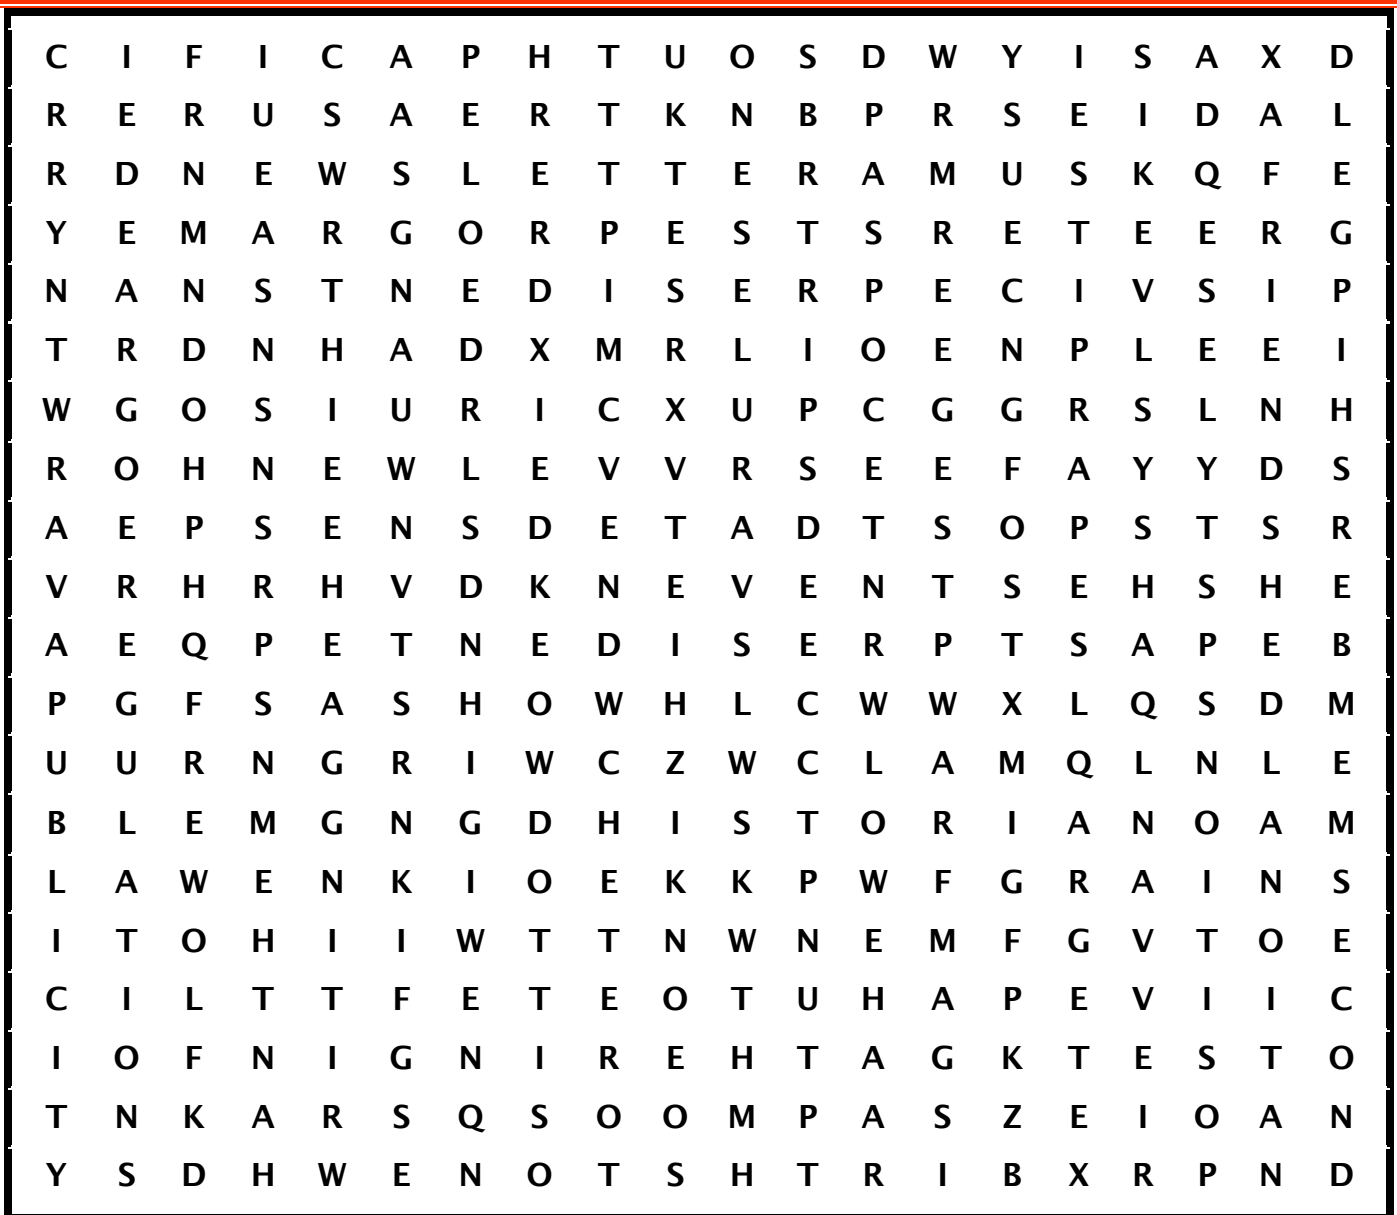 C I F I C A P H T U O S D W Y I S A X D
R E R U S A E R T K N B P R S E I D A L
R D N E W S L E T T E R A M U S K Q F E
Y E M A R G O R P E S T S R E T E E R G
N A N S T N E D I S E R P E C I V S I P
T R D N H A D X M R L I O E N P L E E I
W G O S I U R I C X U P C G G R S L N H
R O H N E W L E V V R S E E F A Y Y D S
A E P S E N S D E T A D T S O P S T S R
V R H R H V D K N E V E N T S E H S H E
A E Q P E T N E D I S E R P T S A P E B
P G F S A S H O W H L C W W X L Q S D M
U U R N G R I W C Z W C L A M Q L N L E
B L E M G N G D H I S T O R I A N O A M
L A W E N K I O E K K P W F G R A I N S
I T O H I I W T T N W N E M F G V T O E
C I L T T F E T E O T U H A P E V I I C
I O F N I G N I R E H T A G K T E S T O
T N K A R S Q S O O M P A S Z E I O A N
Y S D H W E N O T S H T R I B X R P N D